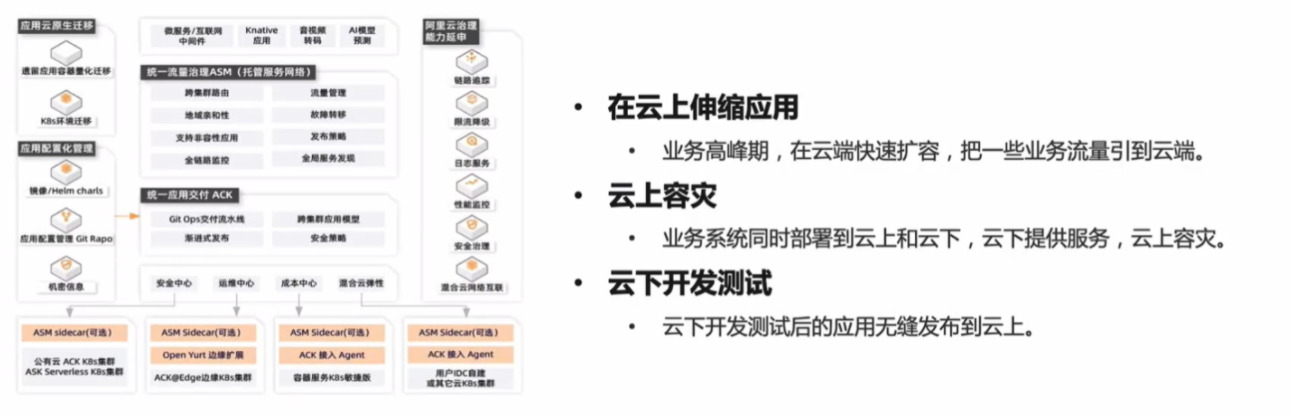 应用云原生迁移
遗留应用容量化迁移
K8s环境迁移
应用配置化管理
镜像/Helm charls
应用配置管理 Git Rapo
机密信息
微服务/互联网
中间件
Knative
应用
音视频
转码
AI模型
预测
统一流量治理ASM（托管服务网络）
跨集群路由
流量管理
地域亲和性
故障转移
支持非容性应用
发布策略
全链路监控
全局服务发现
统一应用交付 ACK
Git Ops交付流水线
跨集群应用模型
渐进式发布
安全策略
安全中心
运维中心
成本中心
混合云弹性
阿里云治理
能力延申
链路追踪
限流降级
日志服务
性能监控
安全治理
混合云网络互联
ASM sidecar(可选）
公有云 ACK K8s集群
ASK Serverless K8s集群
ASM Sidecar(可选）
Open Yurt 边缘扩展
ACK@Edge边缘K8s集群
ASM Sidecar(可选)
ACK 接入 Agent
容器服务K8s敏捷版
ASM Sidecar(可选）
ACK 接入 Agent
用户IDC自建
或其它云K8s集群
• 在云上伸缩应用
• 业务高峰期，在云端快速扩容，把一些业务流量引到云端。
• 云上容灾
• 业务系统同时部署到云上和云下，云下提供服务，云上容灾。
• 云下开发测试
• 云下开发测试后的应用无缝发布到云上。